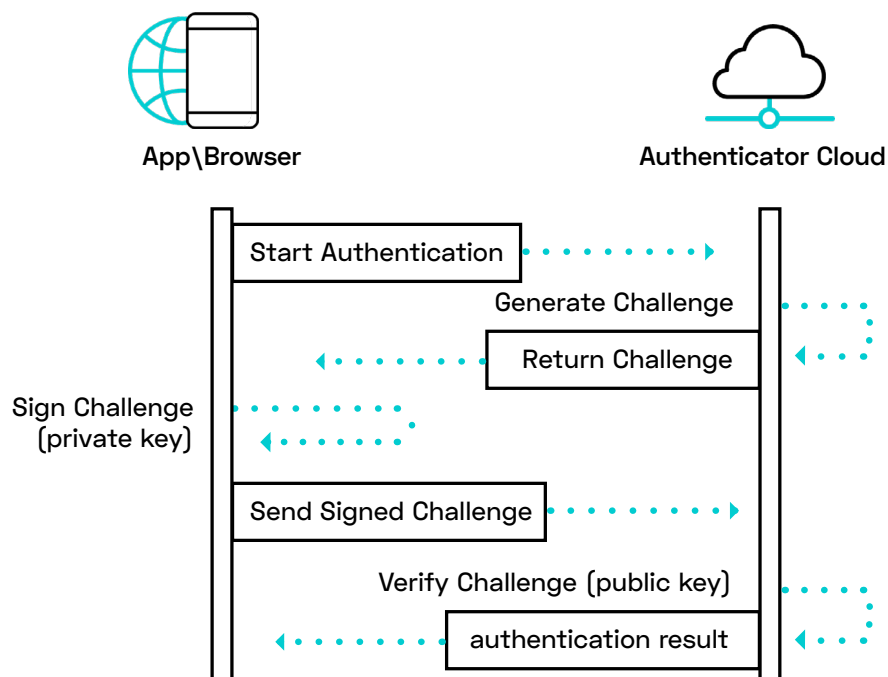 App\Browser
Authenticator Cloud
Start Authentication
Generate Challenge
Return Challenge
Sign Challenge
(private key)
Send Signed Challenge
Verify Challenge (public key)
authentication result